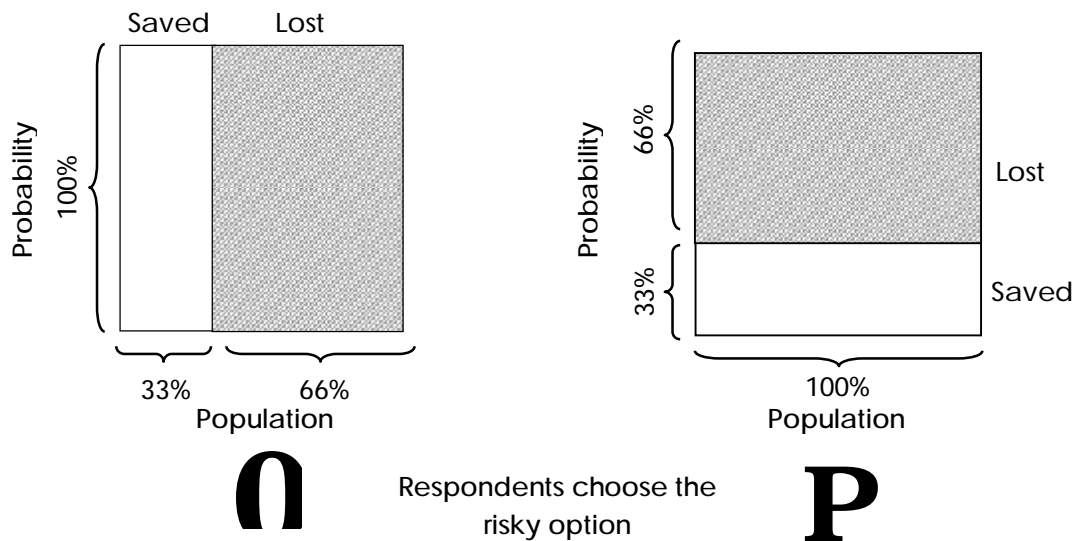 Saved Lost
Probability
100%
33% 66%
Population
Probability
66%
33%
Lost
Saved
100%
Population
Respondents choose the
risky option
P